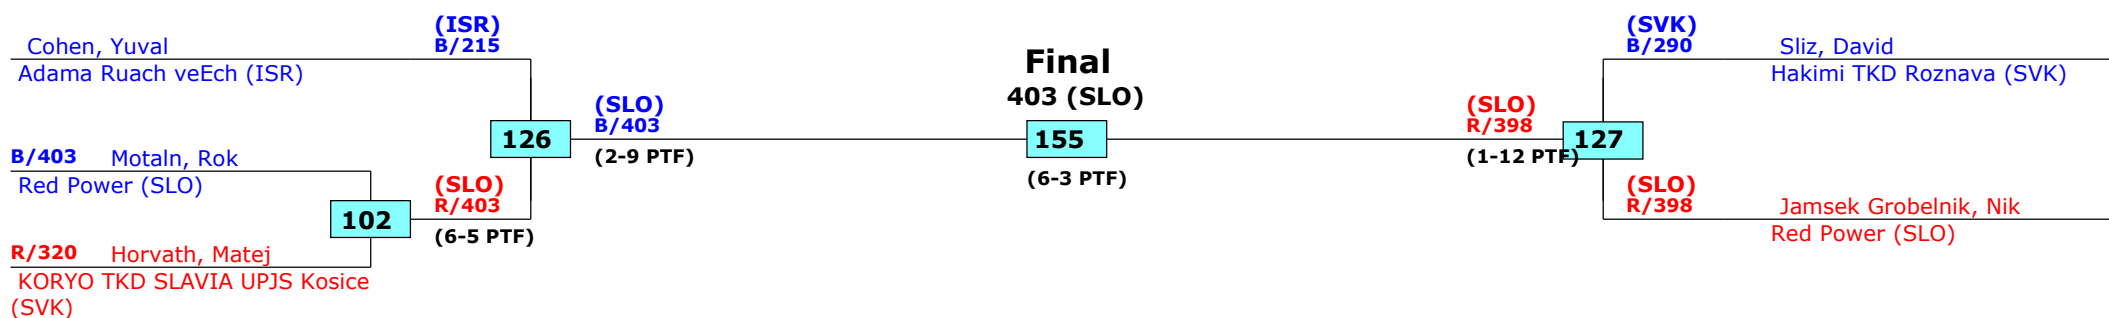 (ISR)
B/215
Cohen, Yuval
Adama Ruach veEch (ISR)
B/403 Motaln, Rok
Red Power (SLO)
102
R/320 Horvath, Matej
KORYO TKD SLAVIA UPJS Kosice
(SVK)
(SLO)
R/403
(6-5 PTF)
126
(SLO)
B/403
(2-9 PTF)
Final
403 (SLO)
155
(6-3 PTF)
(SLO)
R/398
(1-12 PTF)
127
(SVK)
B/290
Sliz, David
Hakimi TKD Roznava (SVK)
(SLO)
R/398
Jamsek Grobelnik, Nik
Red Power (SLO)